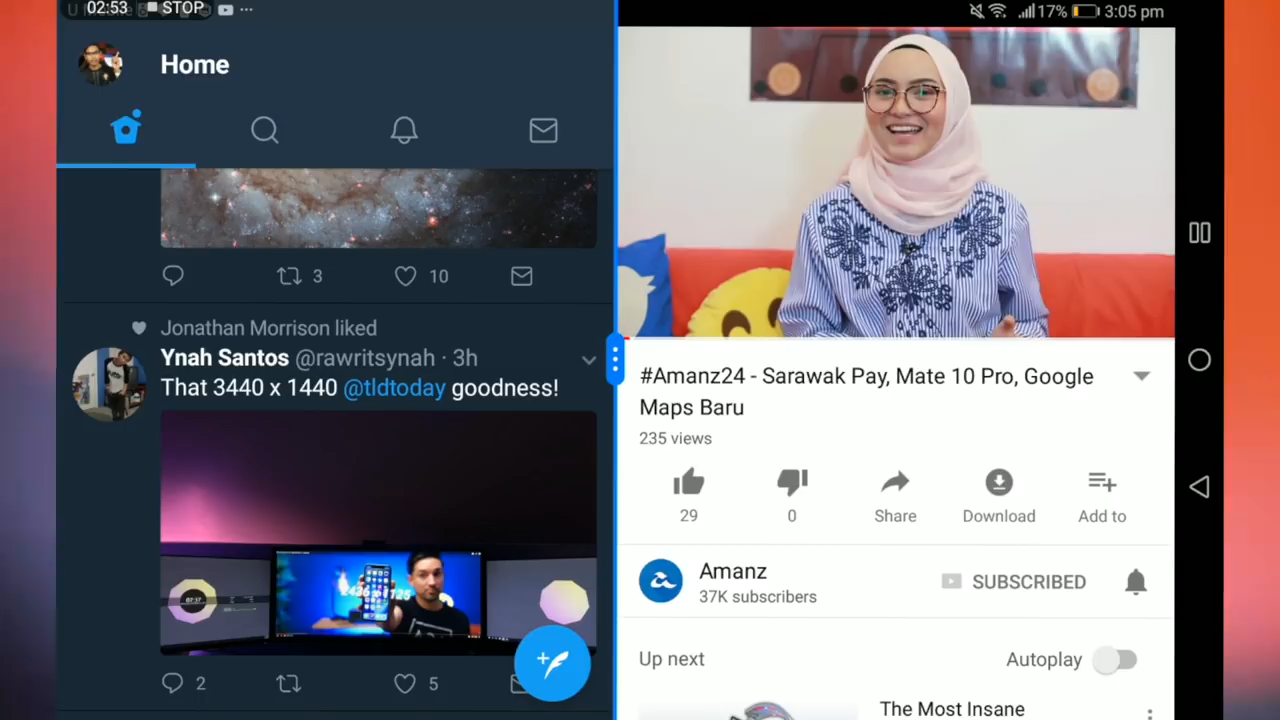 02:53 STOP
17% 3:05 pm
Home
3
10
Jonathan Morrison liked
Ynah Santos @rawritsynah · 3h
That 3440 x 1440 @tldtoday goodness!
2
5
#Amanz24 - Sarawak Pay, Mate 10 Pro, Google
Maps Baru
235 views
29
0
Share
Download
Add to
Amanz
37K subscribers
SUBSCRIBED
Up next
Autoplay
The Most Insane